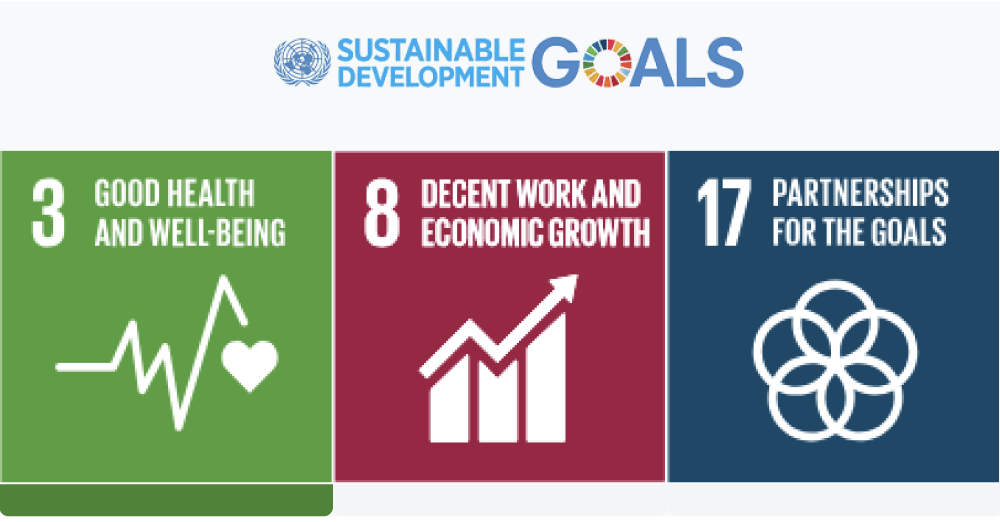 SUSTAINABLE
DEVELOPMENT GOALS
3 GOOD HEALTH
AND WELL-BEING
8 DECENT WORK AND
ECONOMIC GROWTH
17 PARTNERSHIPS
FOR THE GOALS